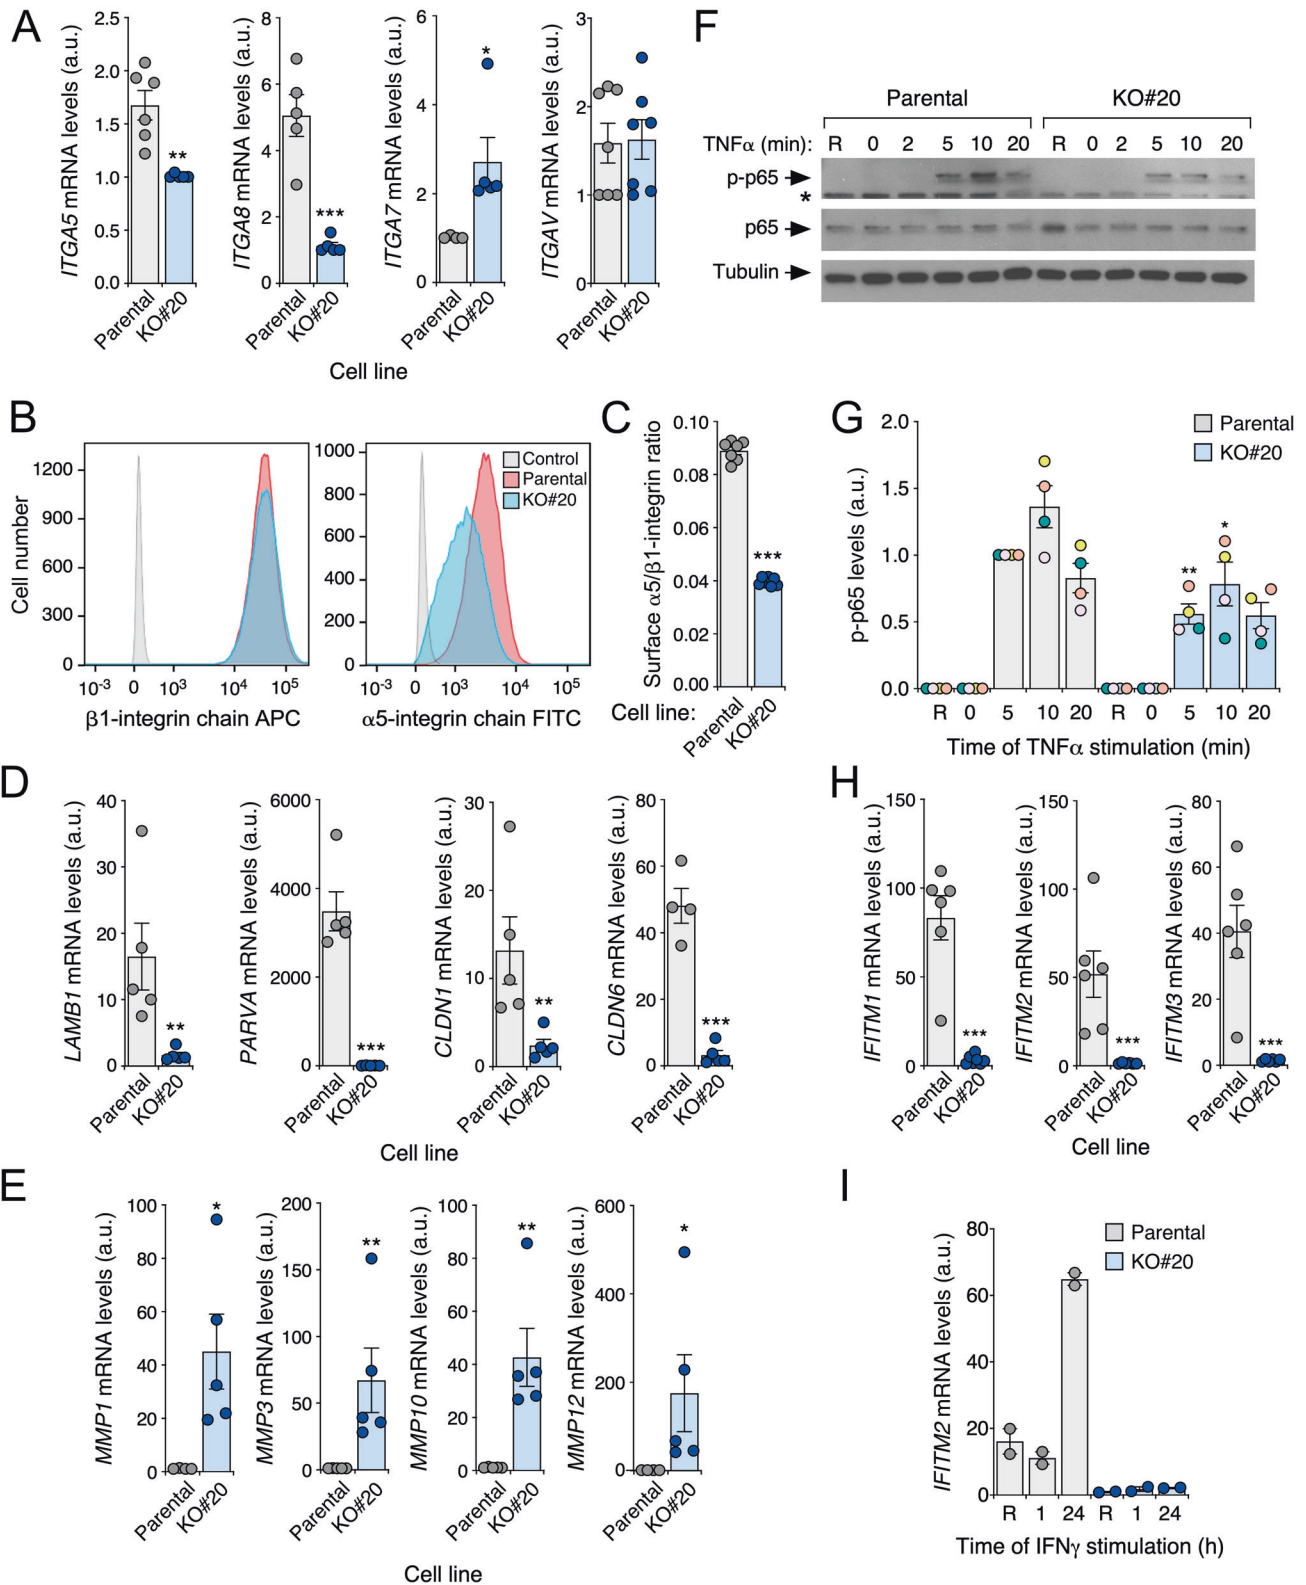 A
ITGA5 mRNA levels (a.u.)
2.5
2.0
1.5
1.0
0.5
0.0
**
Parental
KO#20
ITGA8 mRNA levels (a.u.)
8
6
4
2
0
***
Parental
KO#20
ITGA7 mRNA levels (a.u.)
6
4
2
0
*
Parental
KO#20
ITGAV mRNA levels (a.u.)
3
2
1
0
Parental
KO#20
Cell line
F
Parental KO#20
TNFα (min): R 0 2 5 10 20 R 0 2 5 10 20
p-p65
*
p65
Tubulin
B
Cell number
1200
900
600
300
0
10-3 0 103 104 105
β1-integrin chain APC
1000
800
600
400
200
0
Control
Parental
KO#20
10-3 0 103 104 105
α5-integrin chain FITC
C
Surface α5/β1-integrin ratio
0.10
0.08
0.06
0.04
0.02
0.00
***
Cell line:
Parental
KO#20
G
p-p65 levels (a.u.)
2.0
1.5
1.0
0.5
0.0
Parental
KO#20
**
*
R 0 5 10 20 R 0 5 10 20
Time of TNFα stimulation (min)
D
LAMB1 mRNA levels (a.u.)
40
30
20
10
0
**
Parental
KO#20
PARVA mRNA levels (a.u.)
6000
4000
2000
0
***
Parental
KO#20
CLDN1 mRNA levels (a.u.)
30
20
10
0
**
Parental
KO#20
CLDN6 mRNA levels (a.u.)
80
60
40
20
0
***
Parental
KO#20
Cell line
H
IFITM1 mRNA levels (a.u.)
150
100
50
0
***
Parental
KO#20
IFITM2 mRNA levels (a.u.)
150
100
50
0
***
Parental
KO#20
IFITM3 mRNA levels (a.u.)
80
60
40
20
0
***
Parental
KO#20
Cell line
E
MMP1 mRNA levels (a.u.)
100
80
60
40
20
0
*
Parental
KO#20
MMP3 mRNA levels (a.u.)
200
150
100
50
0
**
Parental
KO#20
MMP10 mRNA levels (a.u.)
100
80
60
40
20
0
**
Parental
KO#20
MMP12 mRNA levels (a.u.)
600
400
200
0
*
Parental
KO#20
Cell line
I
IFITM2 mRNA levels (a.u.)
80
60
40
20
0
Parental
KO#20
R 1 24 R 1 24
Time of IFNγ stimulation (h)